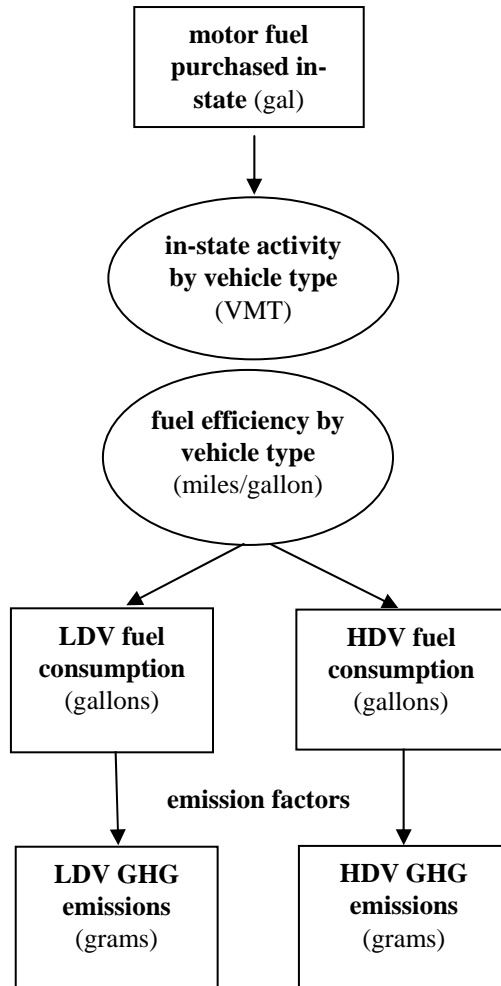 motor fuel
purchased in-
state (gal)
in-state activity
by vehicle type
(VMT)
fuel efficiency by
vehicle type
(miles/gallon)
LDV fuel
consumption
(gallons)
HDV fuel
consumption
(gallons)
emission factors
LDV GHG
emissions
(grams)
HDV GHG
emissions
(grams)